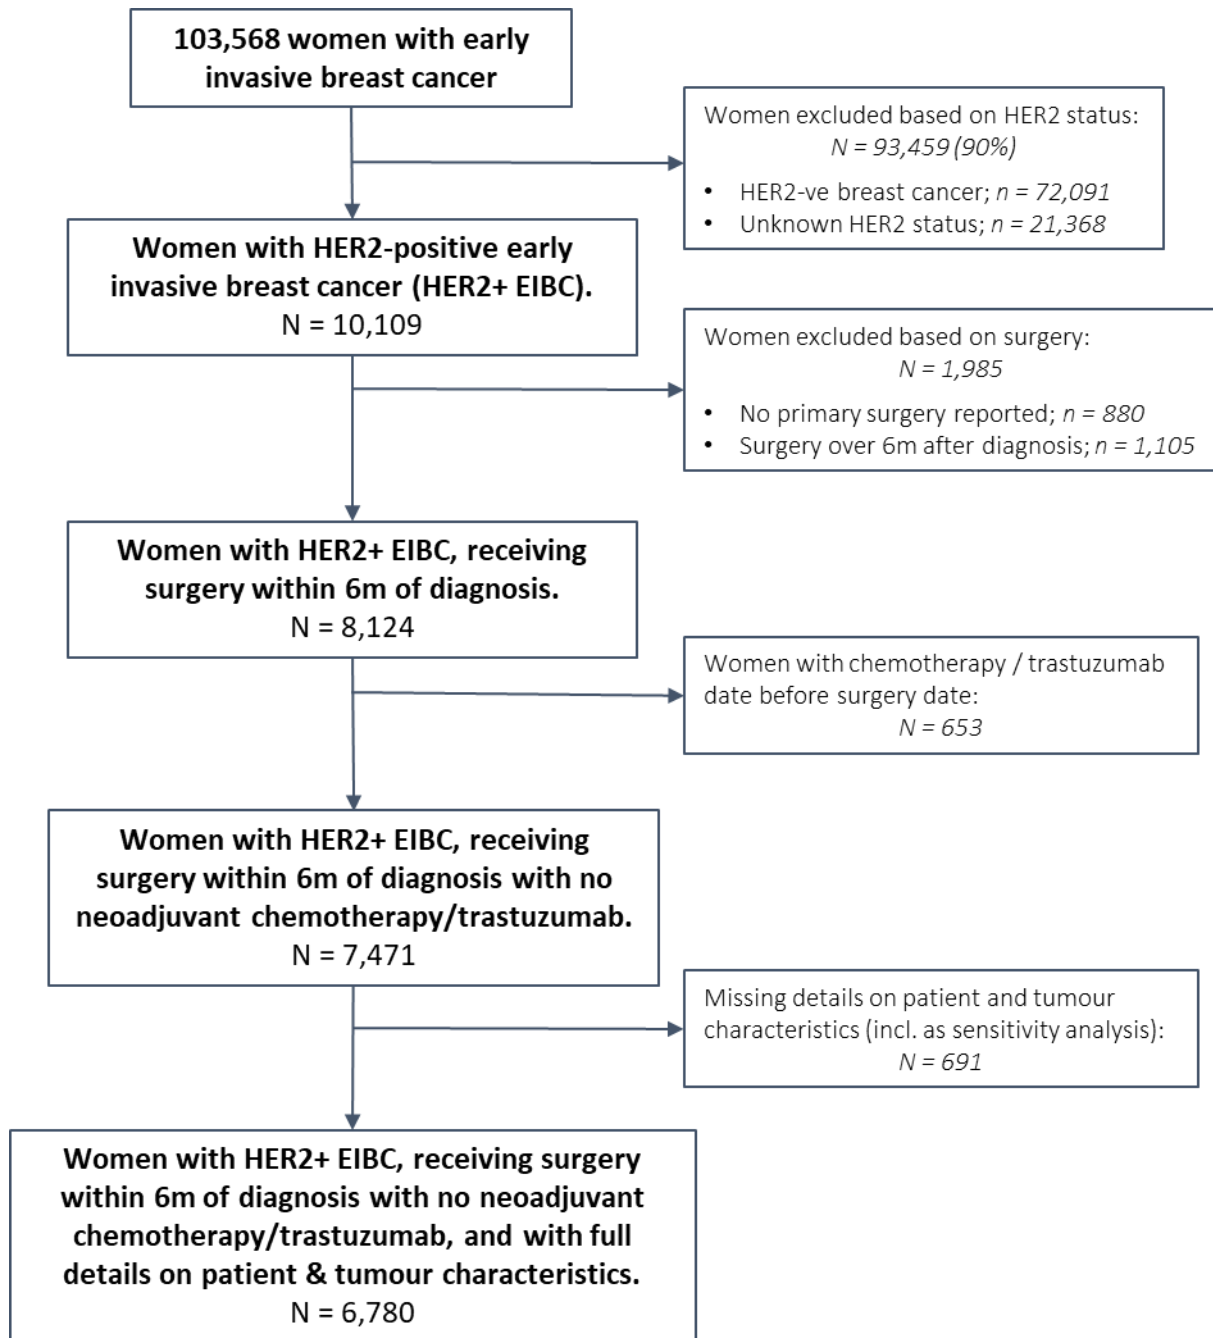 103,568 women with early
invasive breast cancer
Women excluded based on HER2 status:
N = 93,459 (90%)
• HER2-ve breast cancer; n = 72,091
• Unknown HER2 status; n = 21,368
Women with HER2-positive early
invasive breast cancer (HER2+ EIBC).
N = 10,109
Women excluded based on surgery:
N = 1,985
• No primary surgery reported; n = 880
• Surgery over 6m after diagnosis; n = 1,105
Women with HER2+ EIBC, receiving
surgery within 6m of diagnosis.
N = 8,124
Women with chemotherapy / trastuzumab
date before surgery date:
N = 653
Women with HER2+ EIBC, receiving
surgery within 6m of diagnosis with no
neoadjuvant chemotherapy/trastuzumab.
N = 7,471
Missing details on patient and tumour
characteristics (incl. as sensitivity analysis):
N = 691
Women with HER2+ EIBC, receiving surgery
within 6m of diagnosis with no neoadjuvant
chemotherapy/trastuzumab, and with full
details on patient & tumour characteristics.
N = 6,780